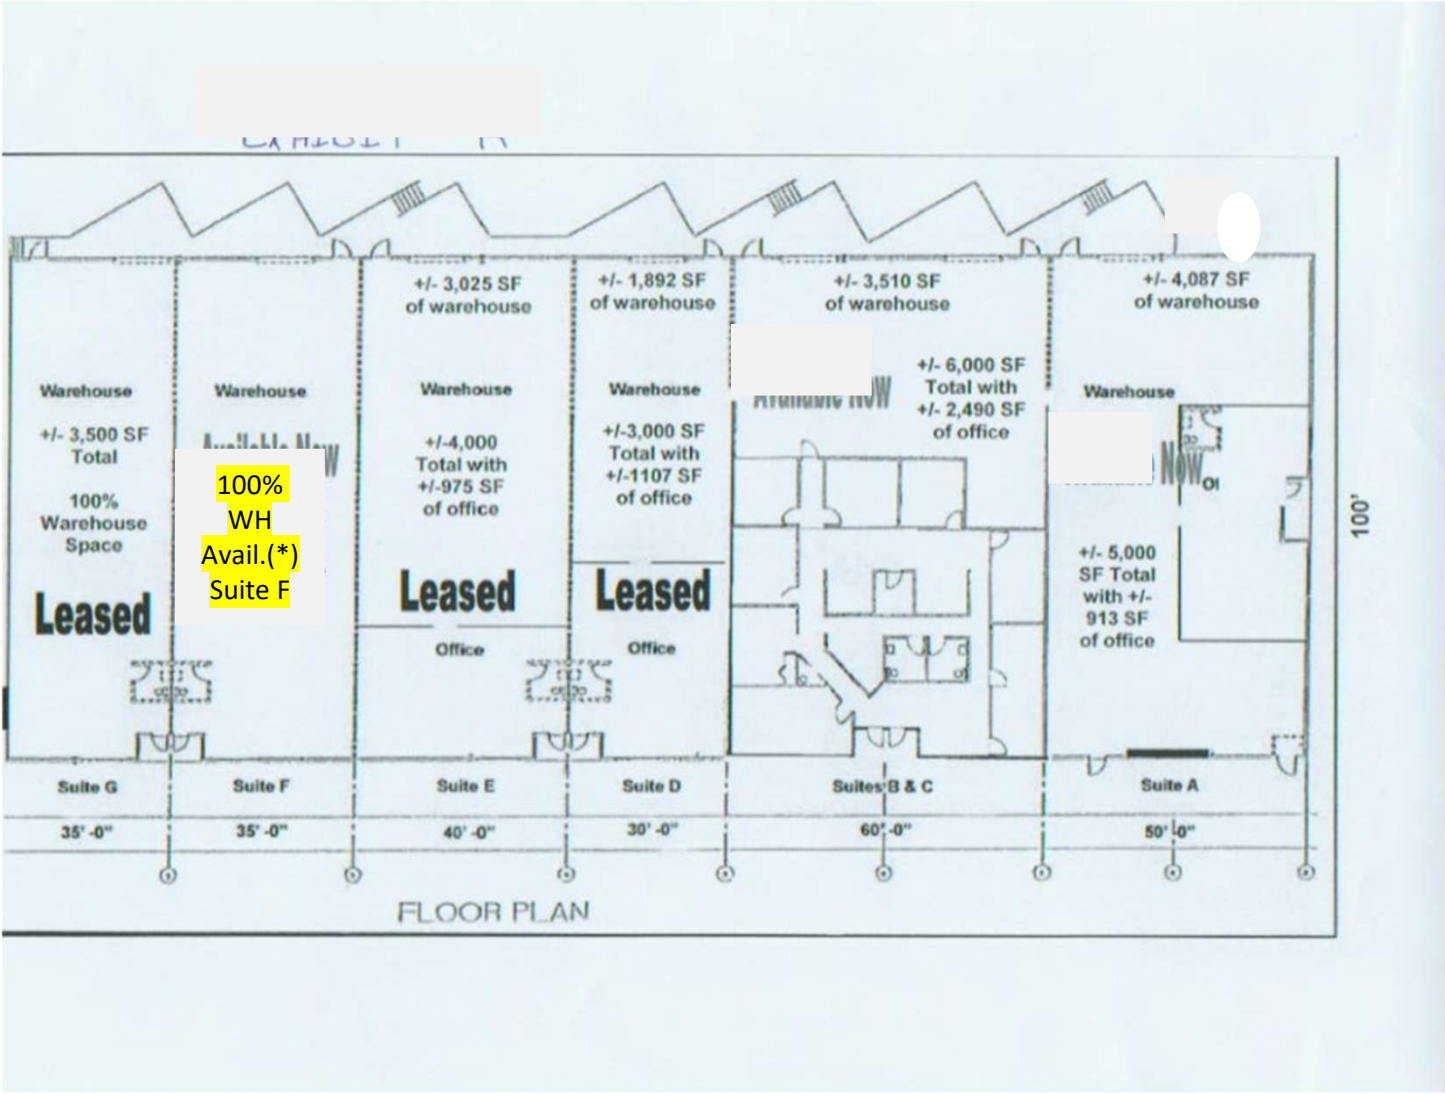 EXHIBIT A
+/- 3,025 SF
of warehouse
+/- 1,892 SF
of warehouse
+/- 3,510 SF
of warehouse
+/- 4,087 SF
of warehouse
Warehouse
+/- 3,500 SF
Total
100%
Warehouse
Space
Leased
Warehouse
Available Now
100%
WH
Avail.(*)
Suite F
Warehouse
+/-4,000
Total with
+/-975 SF
of office
Leased
Office
Warehouse
+/-3,000 SF
Total with
+/-1107 SF
of office
Leased
Office
Available Now
+/- 6,000 SF
Total with
+/- 2,490 SF
of office
Warehouse
Now
+/- 5,000
SF Total
with +/-
913 SF
of office
100'
Suite G
Suite F
Suite E
Suite D
Suites B & C
Suite A
35' -0"
35' -0"
40' -0"
30' -0"
60' -0"
50' -0"
FLOOR PLAN